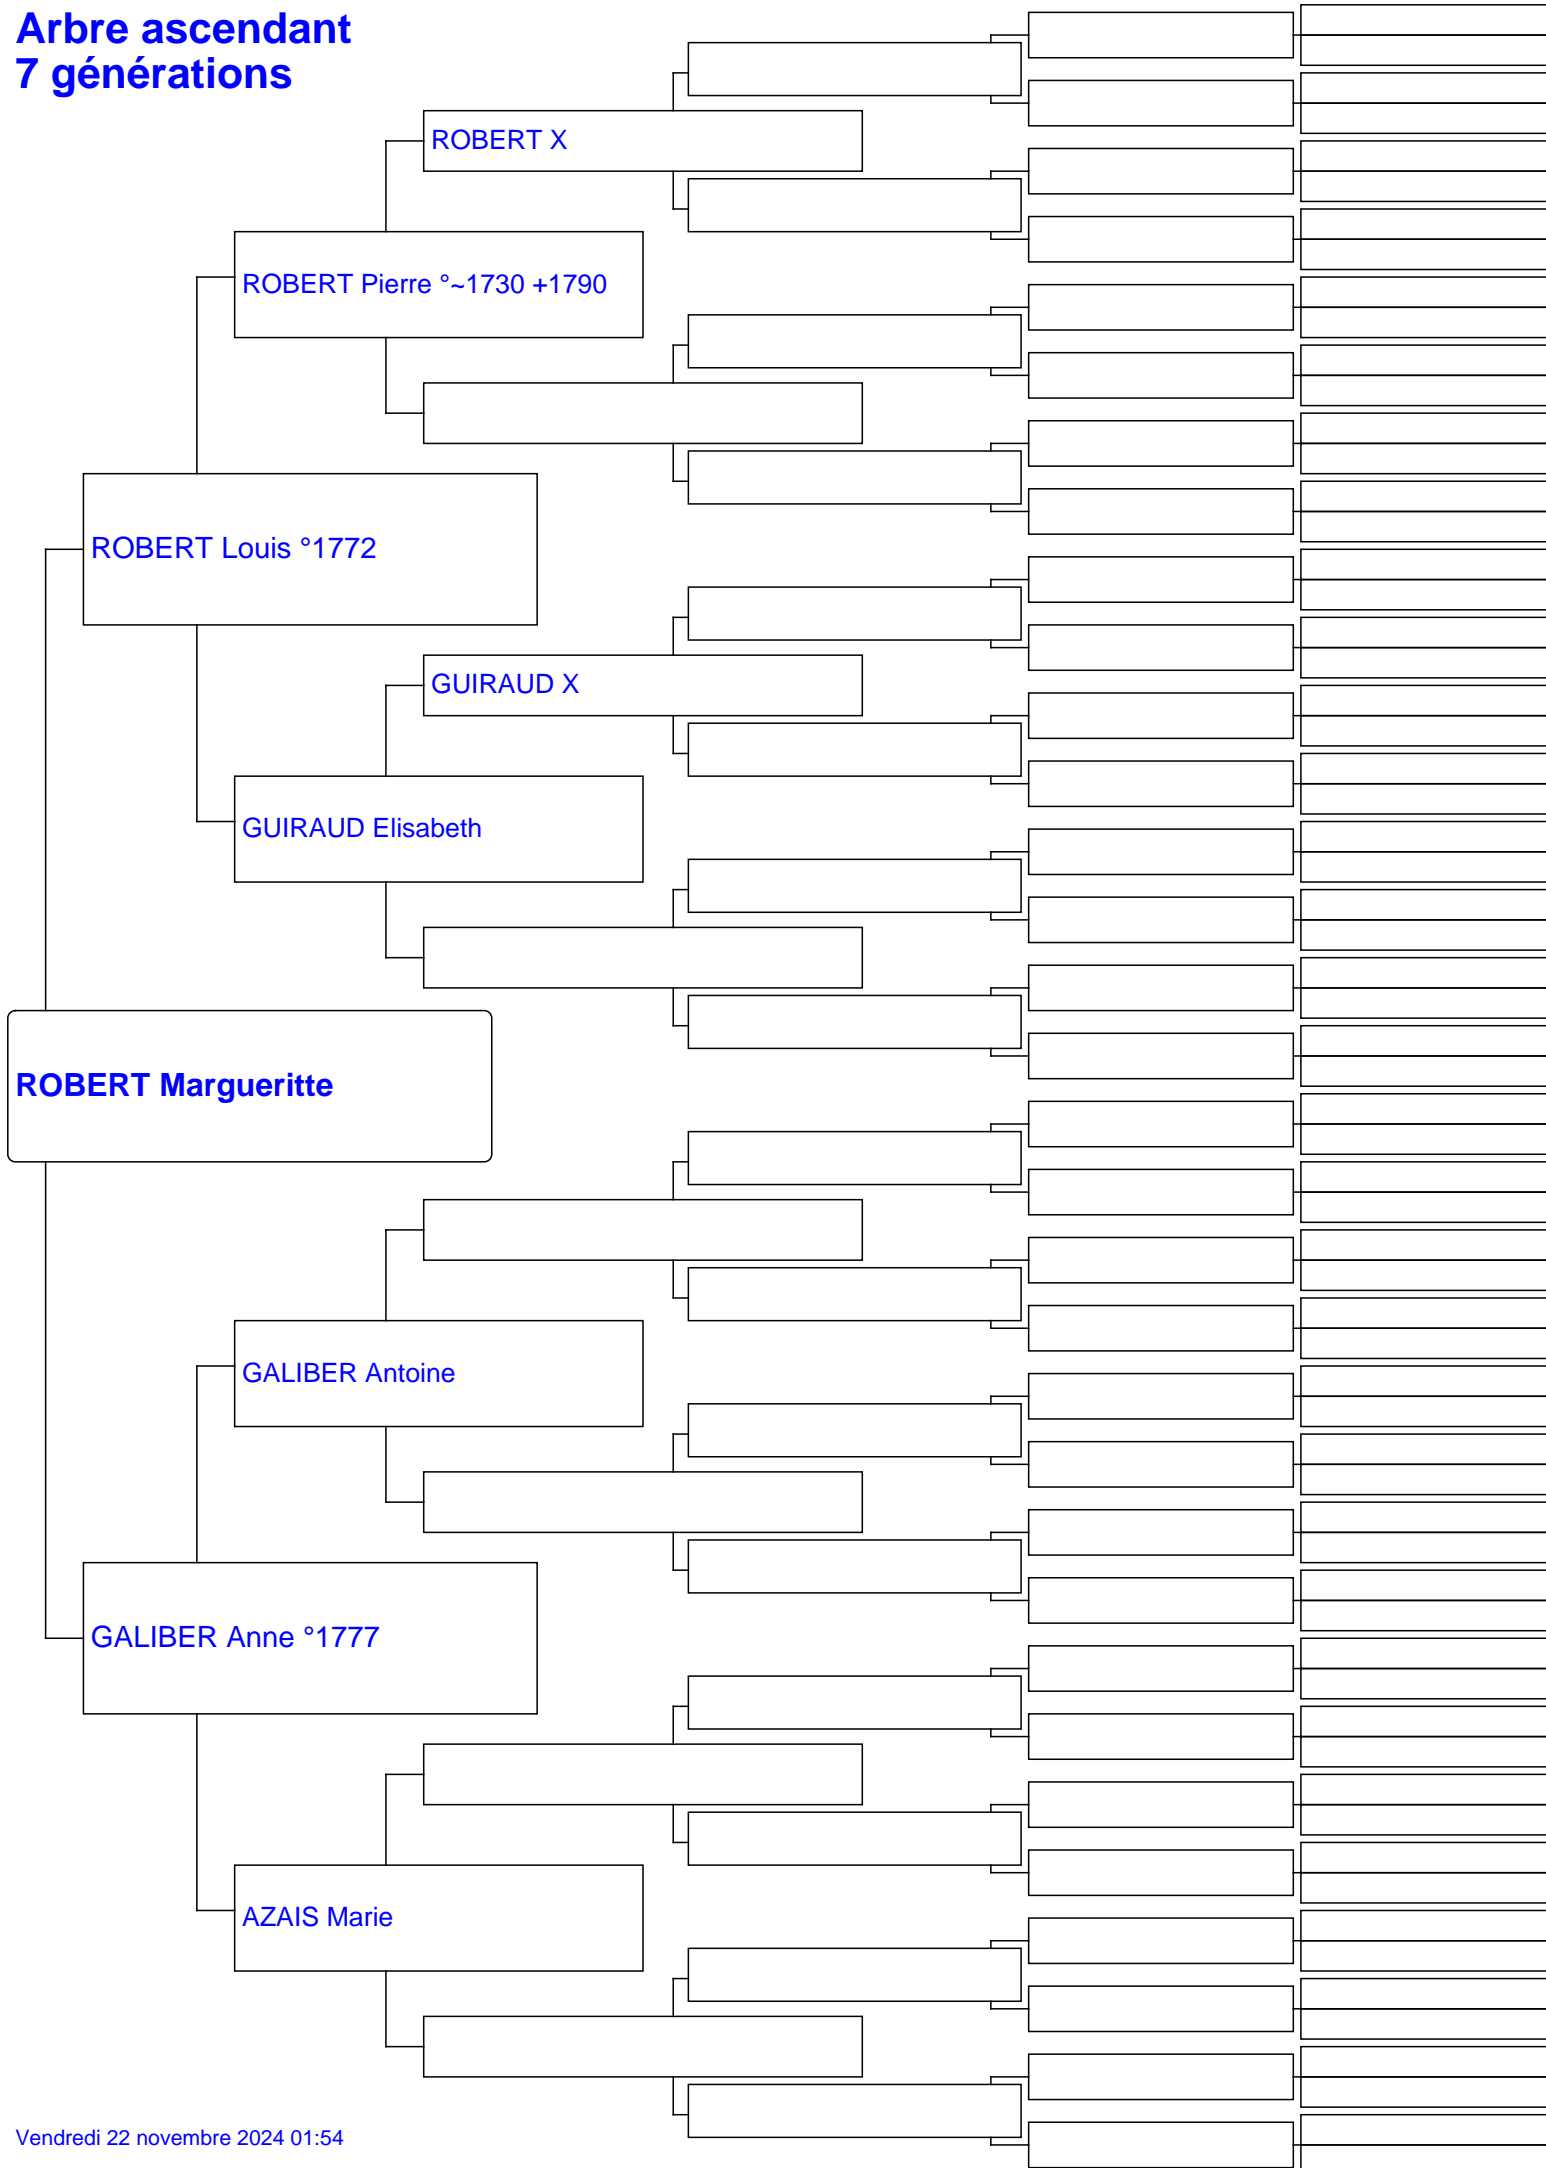 Arbre ascendant
7 générations
ROBERT X
ROBERT Pierre °~1730 +1790
ROBERT Louis °1772
GUIRAUD X
GUIRAUD Elisabeth
ROBERT Margueritte
GALIBER Antoine
GALIBER Anne °1777
AZAIS Marie
Vendredi 22 novembre 2024 01:54